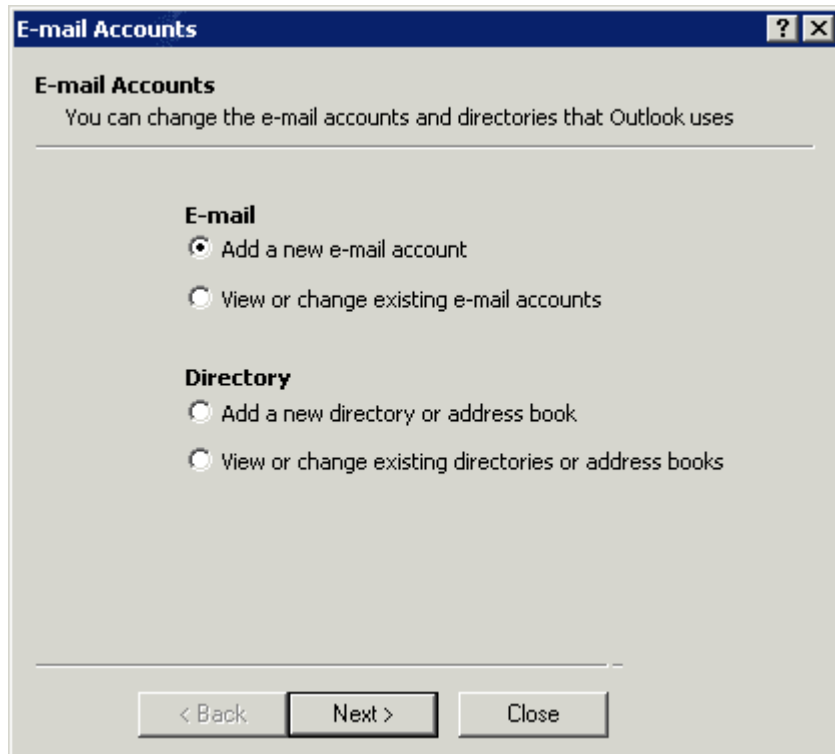 E-mail Accounts
E-mail Accounts
You can change the e-mail accounts and directories that Outlook uses
E-mail
Add a new e-mail account
View or change existing e-mail accounts
Directory
Add a new directory or address book
View or change existing directories or address books
< Back Next > Close